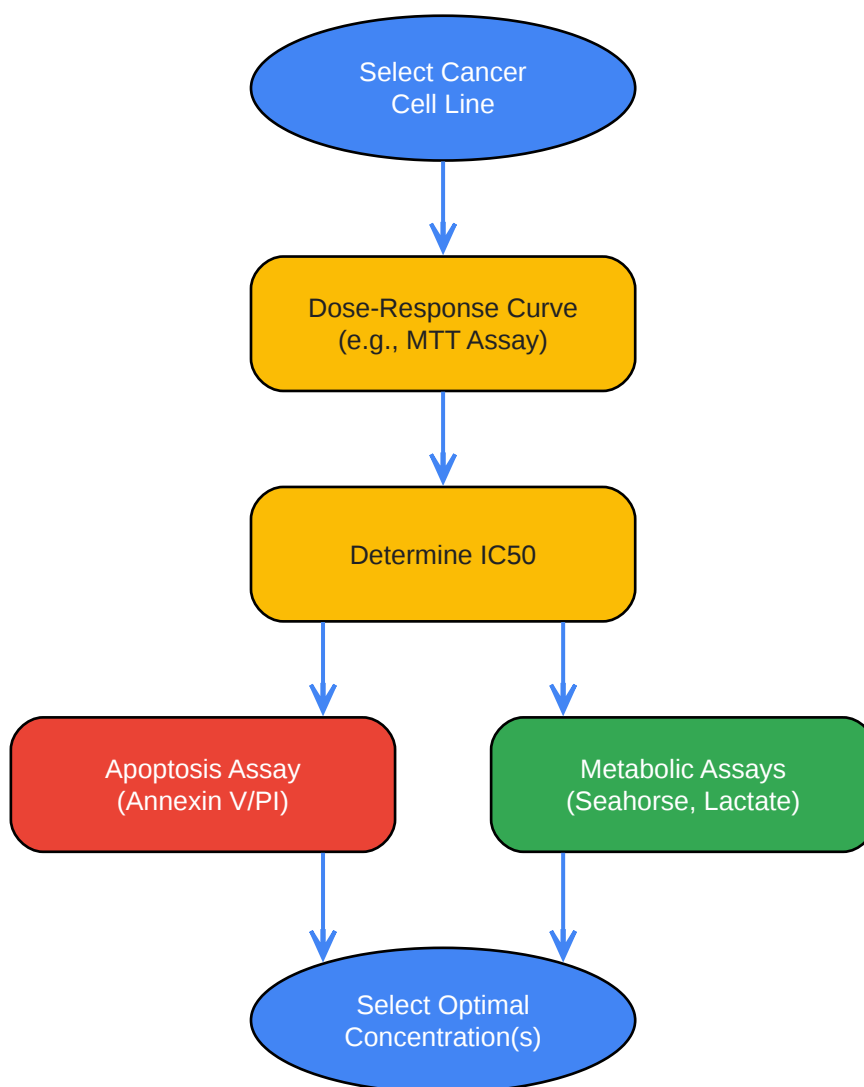 Select Cancer
Cell Line
Dose-Response Curve
(e.g., MTT Assay)
Determine IC50
Apoptosis Assay
(Annexin V/PI)
Metabolic Assays
(Seahorse, Lactate)
Select Optimal
Concentration(s)